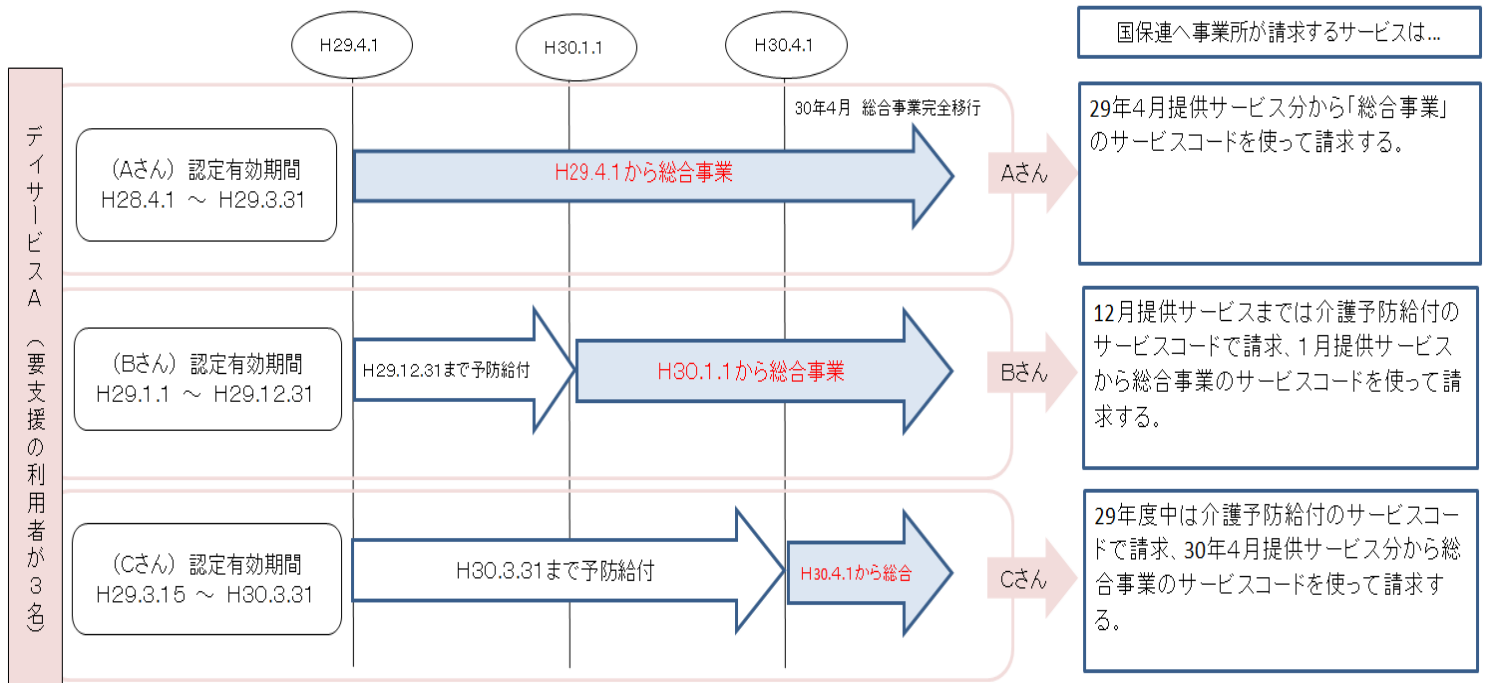 H29.4.1
H30.1.1
H30.4.1
国保連へ事業所が請求するサービスは…
デイサービスA（要支援の利用者が3名）
30年4月 総合事業完全移行
（Aさん）認定有効期間
H28.4.1 ～ H29.3.31
H29.4.1から総合事業
Aさん
29年4月提供サービス分から「総合事業」
のサービスコードを使って請求する。
（Bさん）認定有効期間
H29.1.1 ～ H29.12.31
H29.12.31まで予防給付
H30.1.1から総合事業
Bさん
12月提供サービスまでは介護予防給付の
サービスコードで請求、1月提供サービス
から総合事業のサービスコードを使って請
求する。
（Cさん）認定有効期間
H29.3.15 ～ H30.3.31
H30.3.31まで予防給付
H30.4.1から総合
Cさん
29年度中は介護予防給付のサービスコー
ドで請求、30年4月提供サービス分から総
合事業のサービスコードを使って請求す
る。